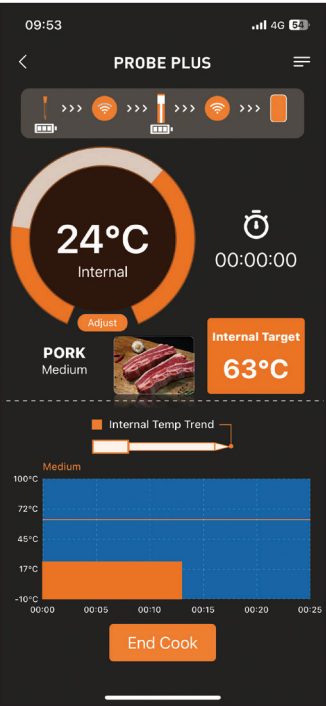 09:53
4G 54
PROBE PLUS
>>> >>> >>> >>>
24°C
Internal
00:00:00
Adjust
PORK
Medium
Internal Target
63°C
Internal Temp Trend
Medium
100°C
72°C
45°C
17°C
-10°C
00:00 00:05 00:10 00:15 00:20 00:25
End Cook